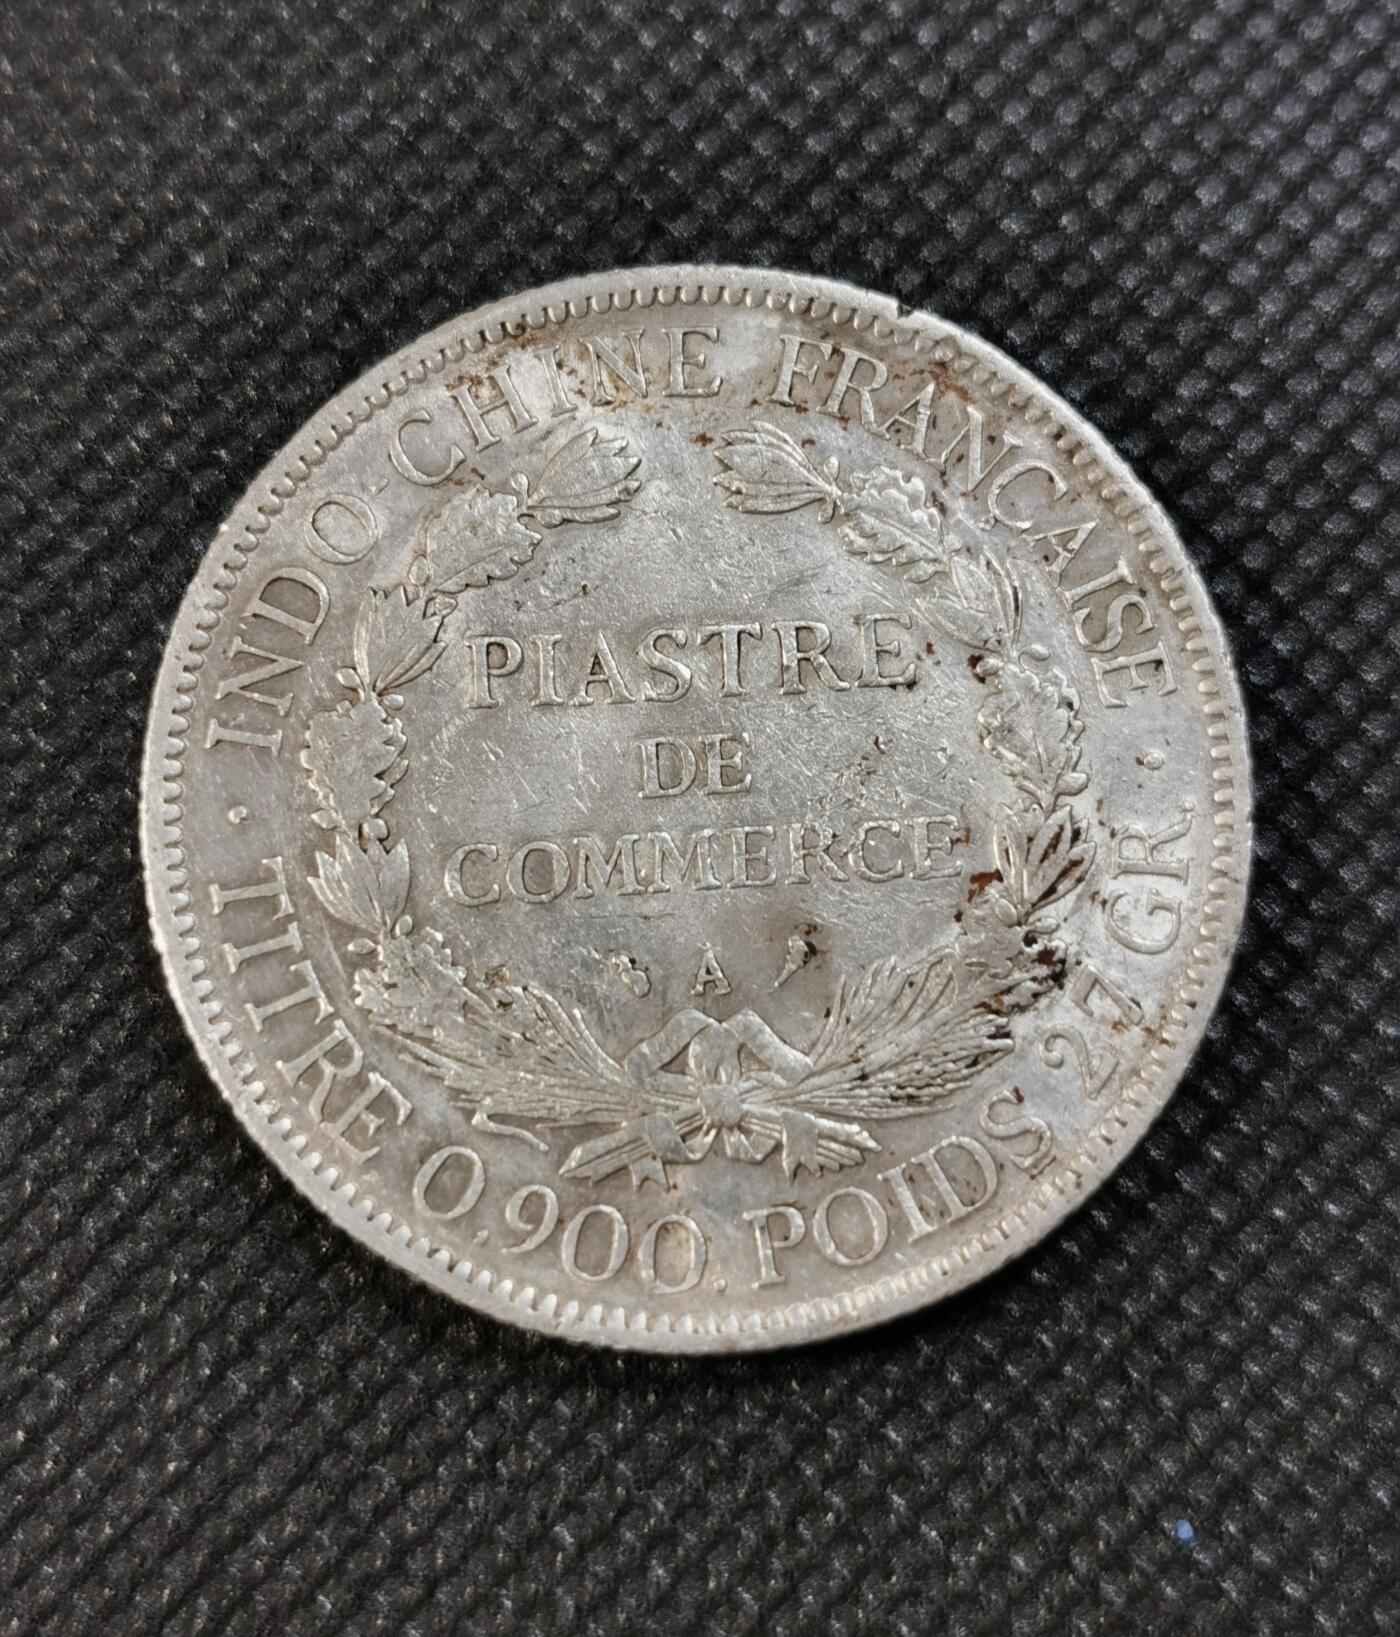 INDO-CHINE FRANÇAISE
PIASTRE
DE
COMMERCE
A
TITRE 0,900. POIDS 27 GR.